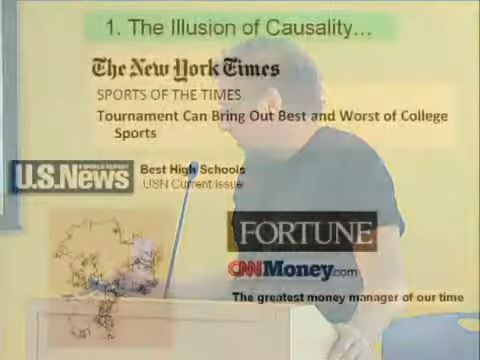 1. The Illusion of Causality...
The New York Times
SPORTS OF THE TIMES
Tournament Can Bring Out Best and Worst of College
Sports
U.S.News
& WORLD REPORT
Best High Schools
USN Current Issue
FORTUNE
CNNMoney.com
The greatest money manager of our time